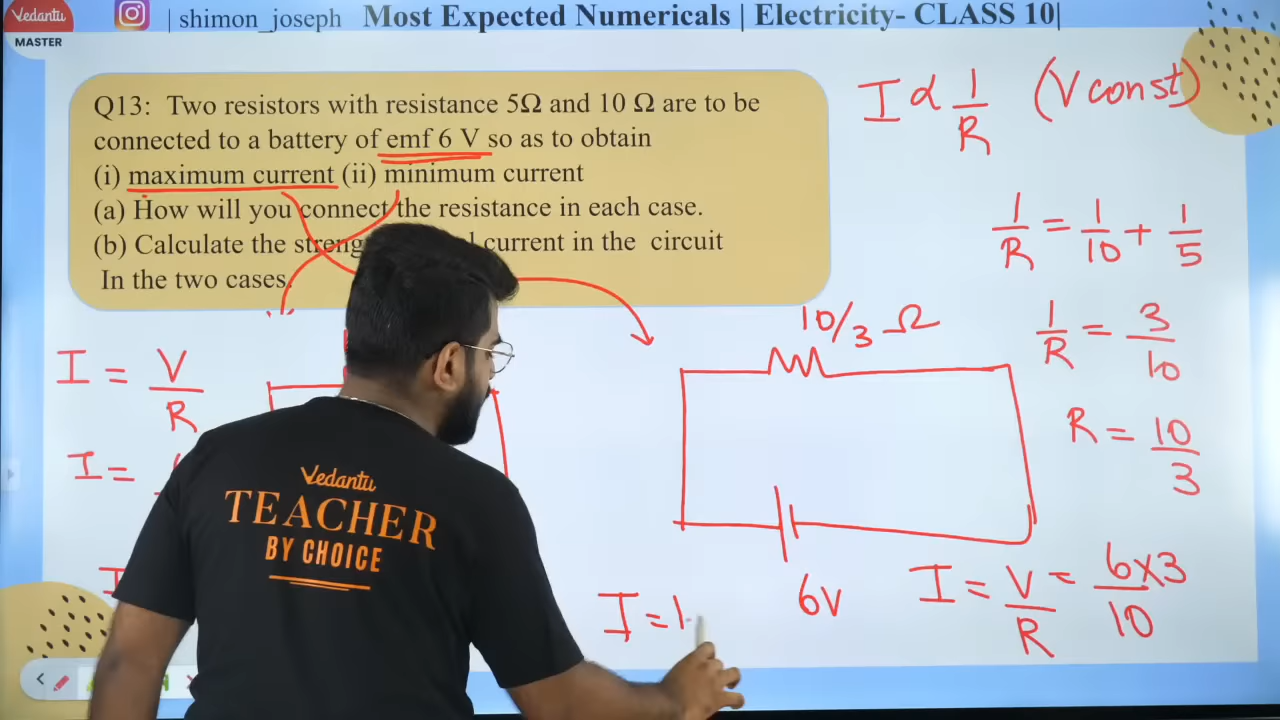 Vedantu
MASTER
| shimon_joseph
Most Expected Numericals | Electricity- CLASS 10|
Q13: Two resistors with resistance 5Ω and 10 Ω are to be
connected to a battery of emf 6 V so as to obtain
(i) maximum current (ii) minimum current
(a) How will you connect the resistance in each case.
(b) Calculate the current in the circuit
In the two cases.
I ∝ 1/R (V const)
1/R = 1/10 + 1/5
1/R = 3/10
R = 10/3
10/3 Ω
6V
I = V/R = 6×3/10
I = 1.
I = V/R
I =
I
Vedantu
TEACHER
BY CHOICE